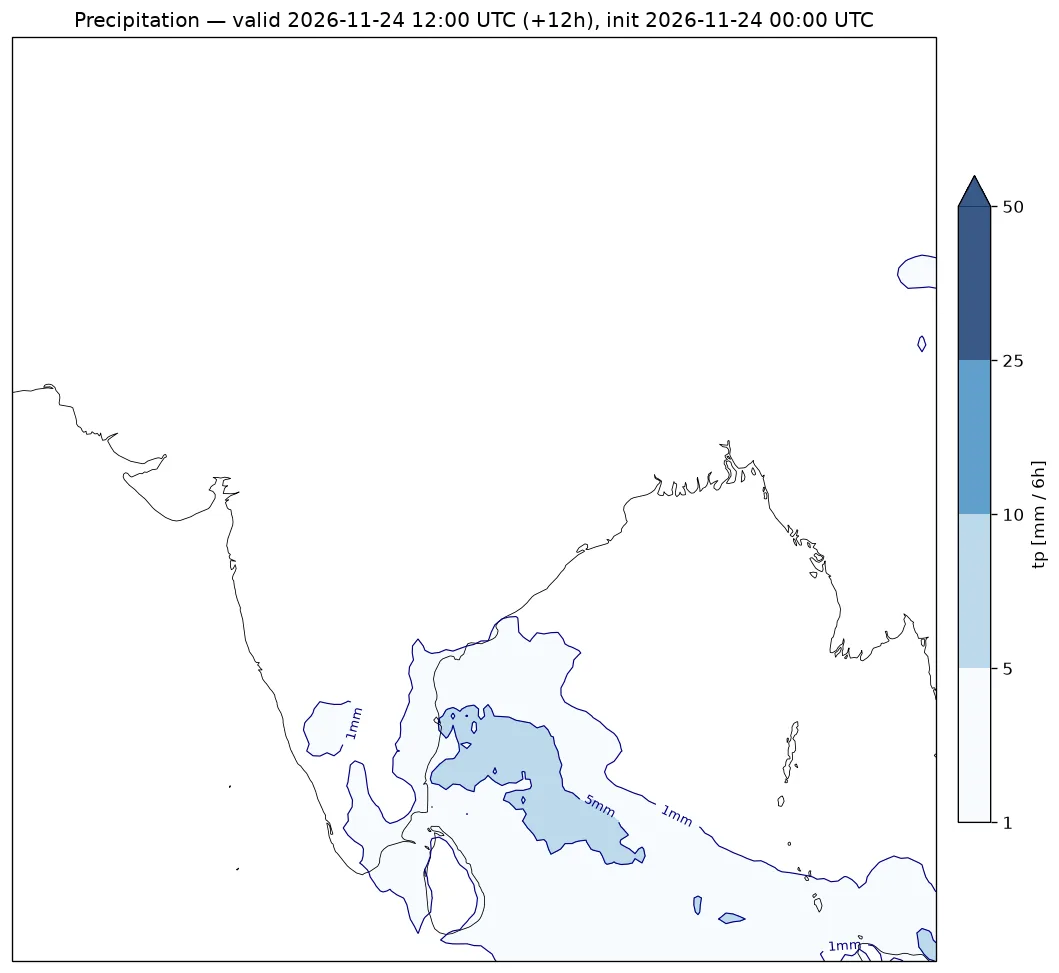 Precipitation — valid 2026-11-24 12:00 UTC (+12h), init 2026-11-24 00:00 UTC
50
25
10
5
1
tp [mm / 6h]
1mm
5mm
1mm
1mm